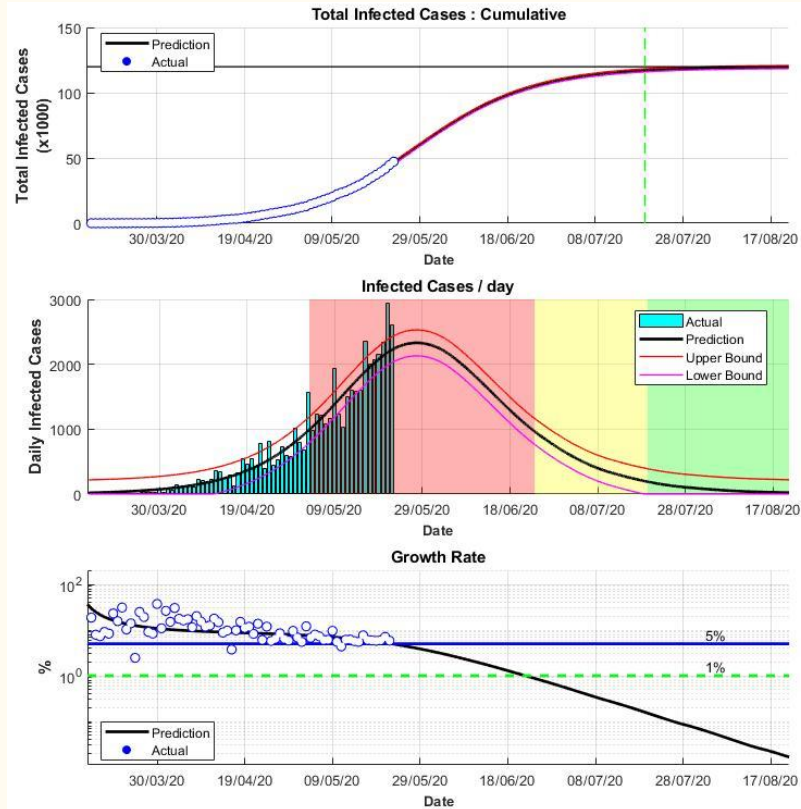 Total Infected Cases : Cumulative
150
100
50
0
Total Infected Cases
(x1000)
Prediction
Actual
30/03/20 19/04/20 09/05/20 29/05/20 18/06/20 08/07/20 28/07/20 17/08/20
Date
Infected Cases / day
3000
2000
1000
0
Daily Infected Cases
Actual
Prediction
Upper Bound
Lower Bound
30/03/20 19/04/20 09/05/20 29/05/20 18/06/20 08/07/20 28/07/20 17/08/20
Date
Growth Rate
10²
10⁰
%
5%
1%
Prediction
Actual
30/03/20 19/04/20 09/05/20 29/05/20 18/06/20 08/07/20 28/07/20 17/08/20
Date